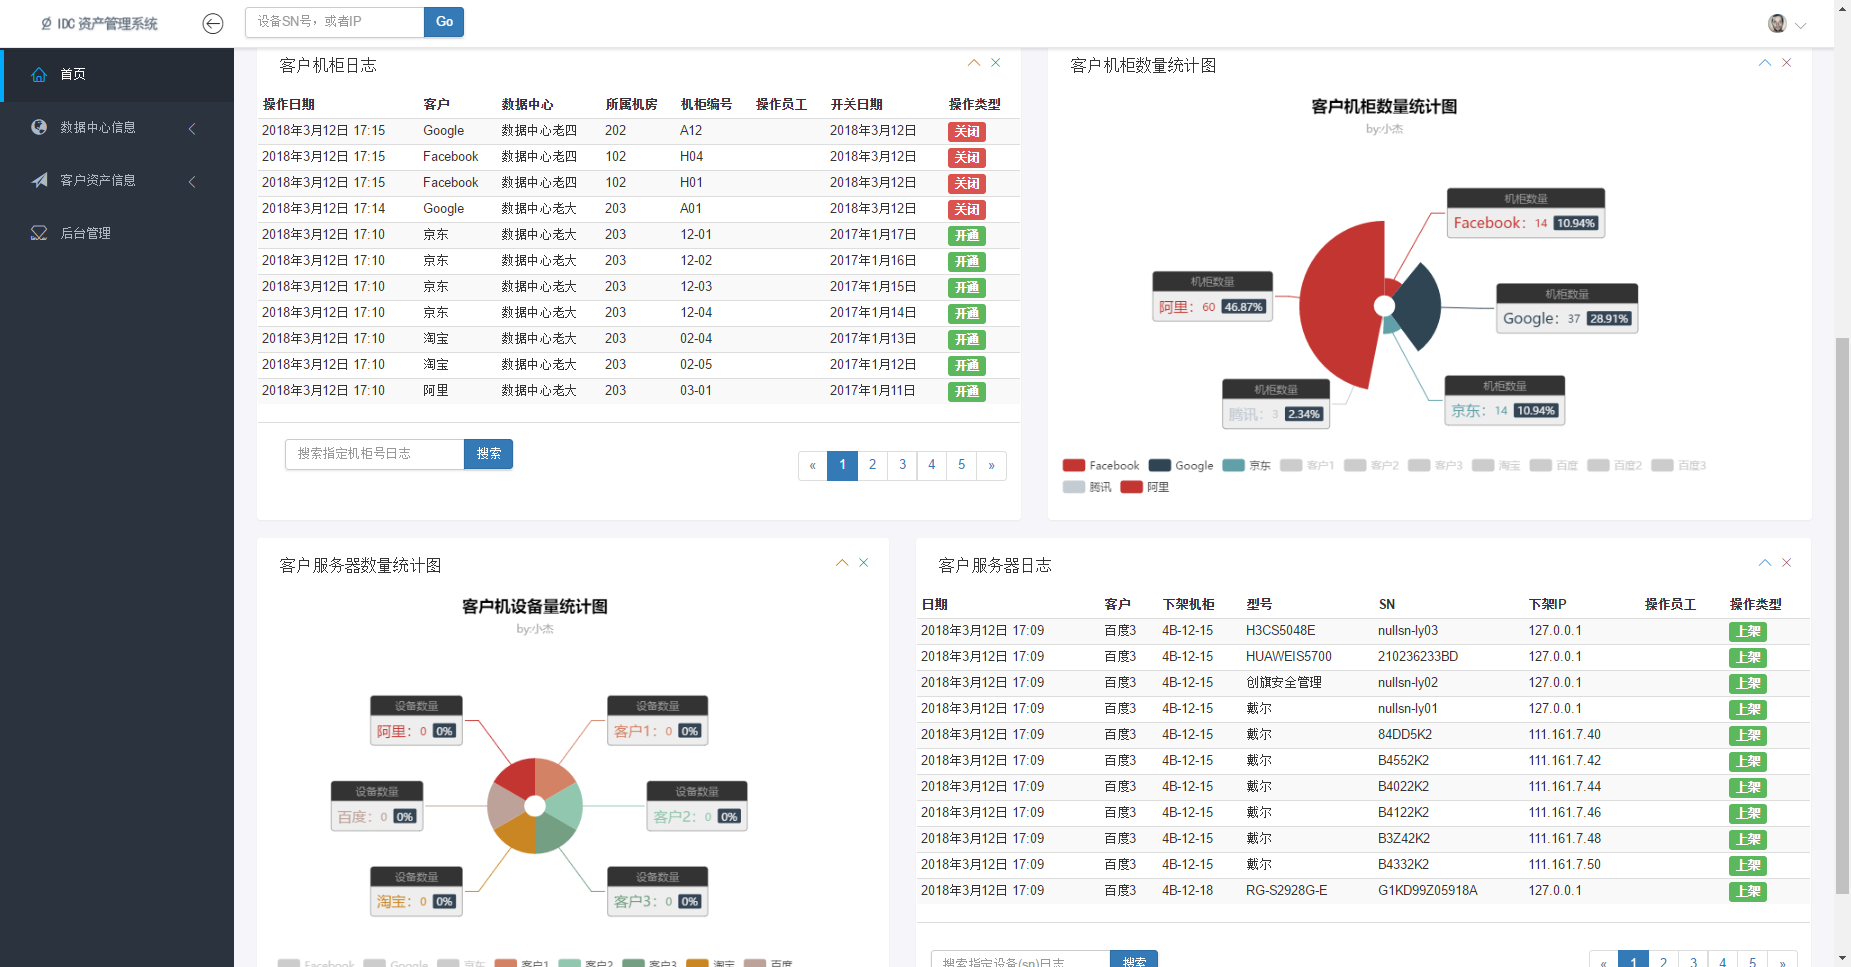 IDC 资产管理系统
设备SN号，或者IP Go
首页
数据中心信息
客户资产信息
后台管理
客户机柜日志
操作日期 客户 数据中心 所属机房 机柜编号 操作员工 开关日期 操作类型
2018年3月12日 17:15 Google 数据中心老四 202 A12 2018年3月12日 关闭
2018年3月12日 17:15 Facebook 数据中心老四 102 H04 2018年3月12日 关闭
2018年3月12日 17:15 Facebook 数据中心老四 102 H01 2018年3月12日 关闭
2018年3月12日 17:14 Google 数据中心老大 203 A01 2018年3月12日 关闭
2018年3月12日 17:10 京东 数据中心老大 203 12-01 2017年1月17日 开通
2018年3月12日 17:10 京东 数据中心老大 203 12-02 2017年1月16日 开通
2018年3月12日 17:10 京东 数据中心老大 203 12-03 2017年1月15日 开通
2018年3月12日 17:10 京东 数据中心老大 203 12-04 2017年1月14日 开通
2018年3月12日 17:10 淘宝 数据中心老大 203 02-04 2017年1月13日 开通
2018年3月12日 17:10 淘宝 数据中心老大 203 02-05 2017年1月12日 开通
2018年3月12日 17:10 阿里 数据中心老大 203 03-01 2017年1月11日 开通
搜索指定机柜号日志 搜索
« 1 2 3 4 5 »
客户机柜数量统计图
客户机柜数量统计图
by:小杰
机柜数量
Facebook: 14 10.94%
机柜数量
阿里: 60 46.87%
机柜数量
Google: 37 28.91%
机柜数量
腾讯: 3 2.34%
机柜数量
京东: 14 10.94%
Facebook Google 京东 客户1 客户2 客户3 淘宝 百度 百度2 百度3
腾讯 阿里
客户服务器数量统计图
客户机设备量统计图
by:小杰
设备数量
阿里: 0 0%
设备数量
客户1: 0 0%
设备数量
百度: 0 0%
设备数量
客户2: 0 0%
设备数量
淘宝: 0 0%
设备数量
客户3: 0 0%
Facebook Google 京东 客户1 客户2 客户3 淘宝 百度
客户服务器日志
日期 客户 下架机柜 型号 SN 下架IP 操作员工 操作类型
2018年3月12日 17:09 百度3 4B-12-15 H3CS5048E nullsn-ly03 127.0.0.1 上架
2018年3月12日 17:09 百度3 4B-12-15 HUAWEIS5700 210236233BD 127.0.0.1 上架
2018年3月12日 17:09 百度3 4B-12-15 创旗安全管理 nullsn-ly02 127.0.0.1 上架
2018年3月12日 17:09 百度3 4B-12-15 戴尔 nullsn-ly01 127.0.0.1 上架
2018年3月12日 17:09 百度3 4B-12-15 戴尔 84DD5K2 111.161.7.40 上架
2018年3月12日 17:09 百度3 4B-12-15 戴尔 B4552K2 111.161.7.42 上架
2018年3月12日 17:09 百度3 4B-12-15 戴尔 B4022K2 111.161.7.44 上架
2018年3月12日 17:09 百度3 4B-12-15 戴尔 B4122K2 111.161.7.46 上架
2018年3月12日 17:09 百度3 4B-12-15 戴尔 B3Z42K2 111.161.7.48 上架
2018年3月12日 17:09 百度3 4B-12-15 戴尔 B4332K2 111.161.7.50 上架
2018年3月12日 17:09 百度3 4B-12-18 RG-S2928G-E G1KD99Z05918A 127.0.0.1 上架
搜索指定设备(sn)日志 搜索
« 1 2 3 4 5 »